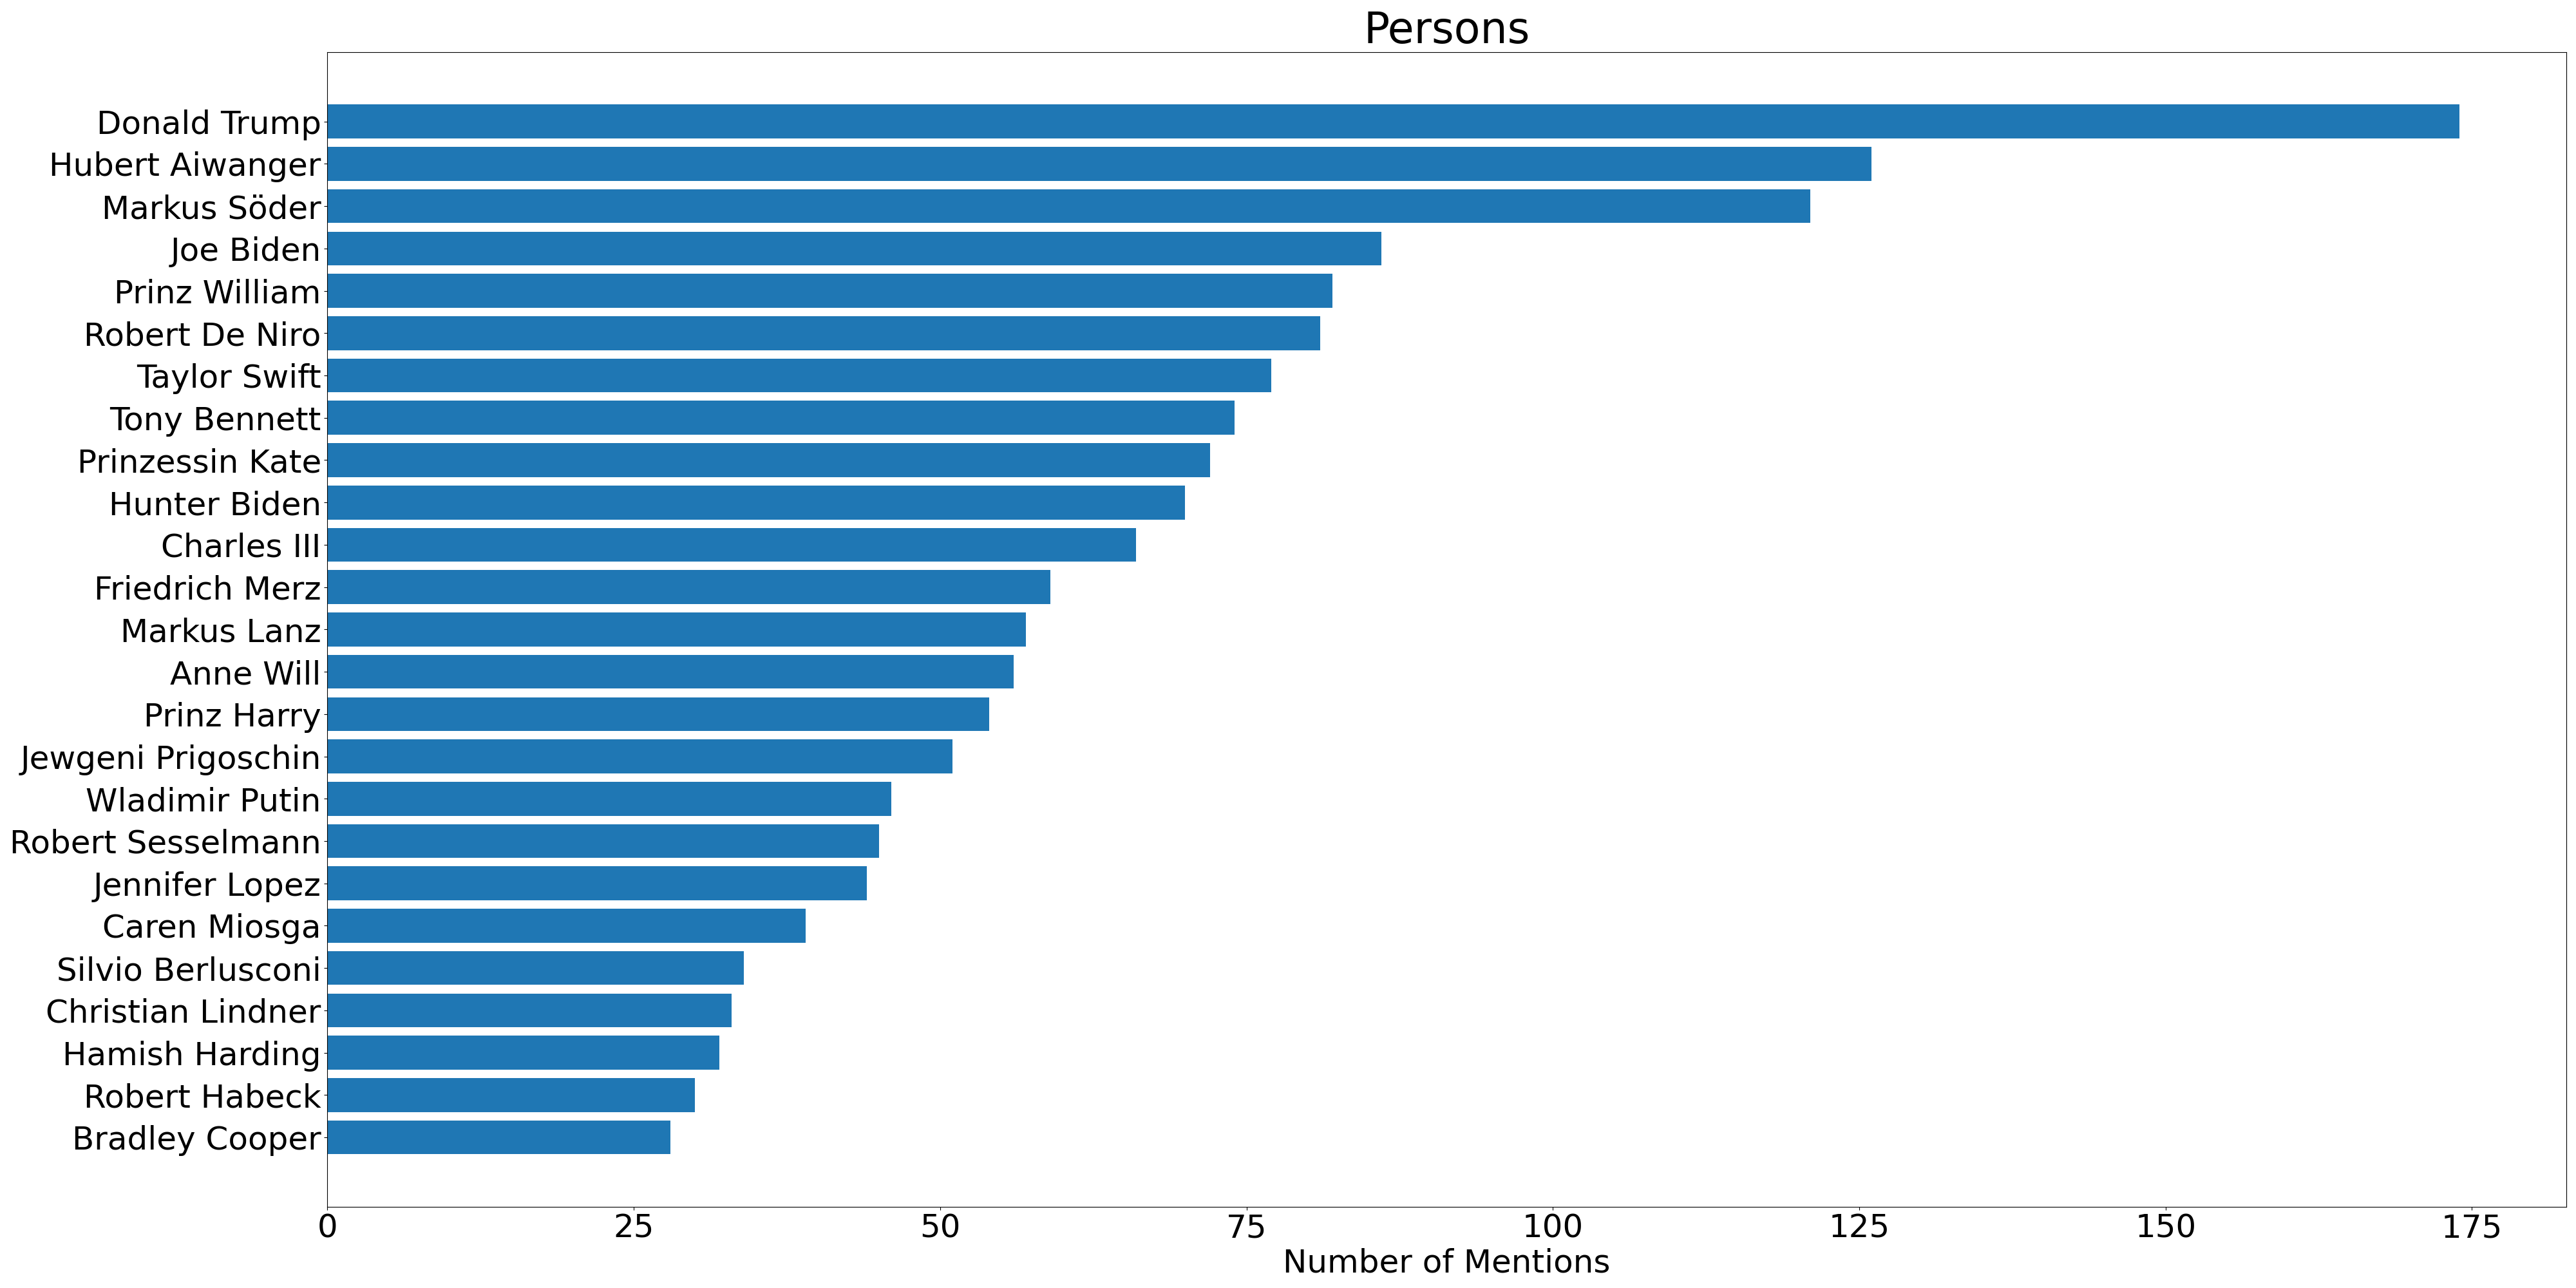 Persons
Donald Trump
Hubert Aiwanger
Markus Söder
Joe Biden
Prinz William
Robert De Niro
Taylor Swift
Tony Bennett
Prinzessin Kate
Hunter Biden
Charles III
Friedrich Merz
Markus Lanz
Anne Will
Prinz Harry
Jewgeni Prigoschin
Wladimir Putin
Robert Sesselmann
Jennifer Lopez
Caren Miosga
Silvio Berlusconi
Christian Lindner
Hamish Harding
Robert Habeck
Bradley Cooper
0 25 50 75 100 125 150 175
Number of Mentions